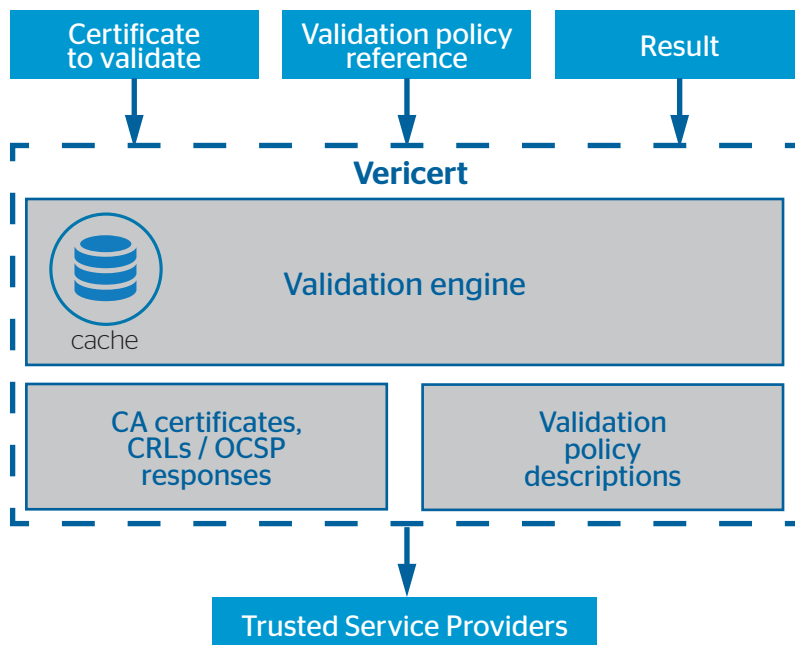 Certificate
to validate
Validation policy
reference
Result
Vericert
Validation engine
cache
CA certificates,
CRLs / OCSP
responses
Validation
policy
descriptions
Trusted Service Providers